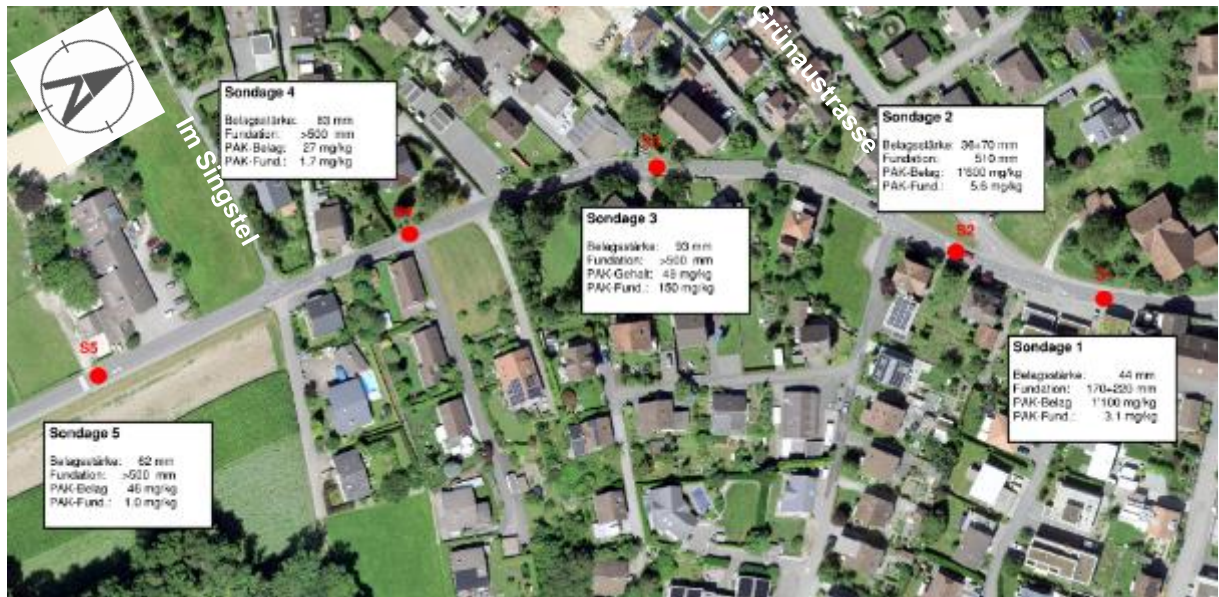 Grünaustrasse
Im Singstel
Sondage 4
Belagsstärke: 83 mm
Fundation: >500 mm
PAK-Belag: 27 mg/kg
PAK-Fund.: 1.7 mg/kg
Sondage 2
Belagsstärke: 36+70 mm
Fundation: 510 mm
PAK-Belag: 1'600 mg/kg
PAK-Fund.: 5.6 mg/kg
Sondage 3
Belagsstärke: 93 mm
Fundation: >500 mm
PAK-Gehalt: 49 mg/kg
PAK-Fund.: 150 mg/kg
S2
Sondage 1
Belagsstärke: 44 mm
Fundation: 170+220 mm
PAK-Belag 1'100 mg/kg
PAK-Fund.: 3.1 mg/kg
S5
Sondage 5
Belagsstärke: 62 mm
Fundation: >500 mm
PAK-Belag 46 mg/kg
PAK-Fund.: 1.0 mg/kg